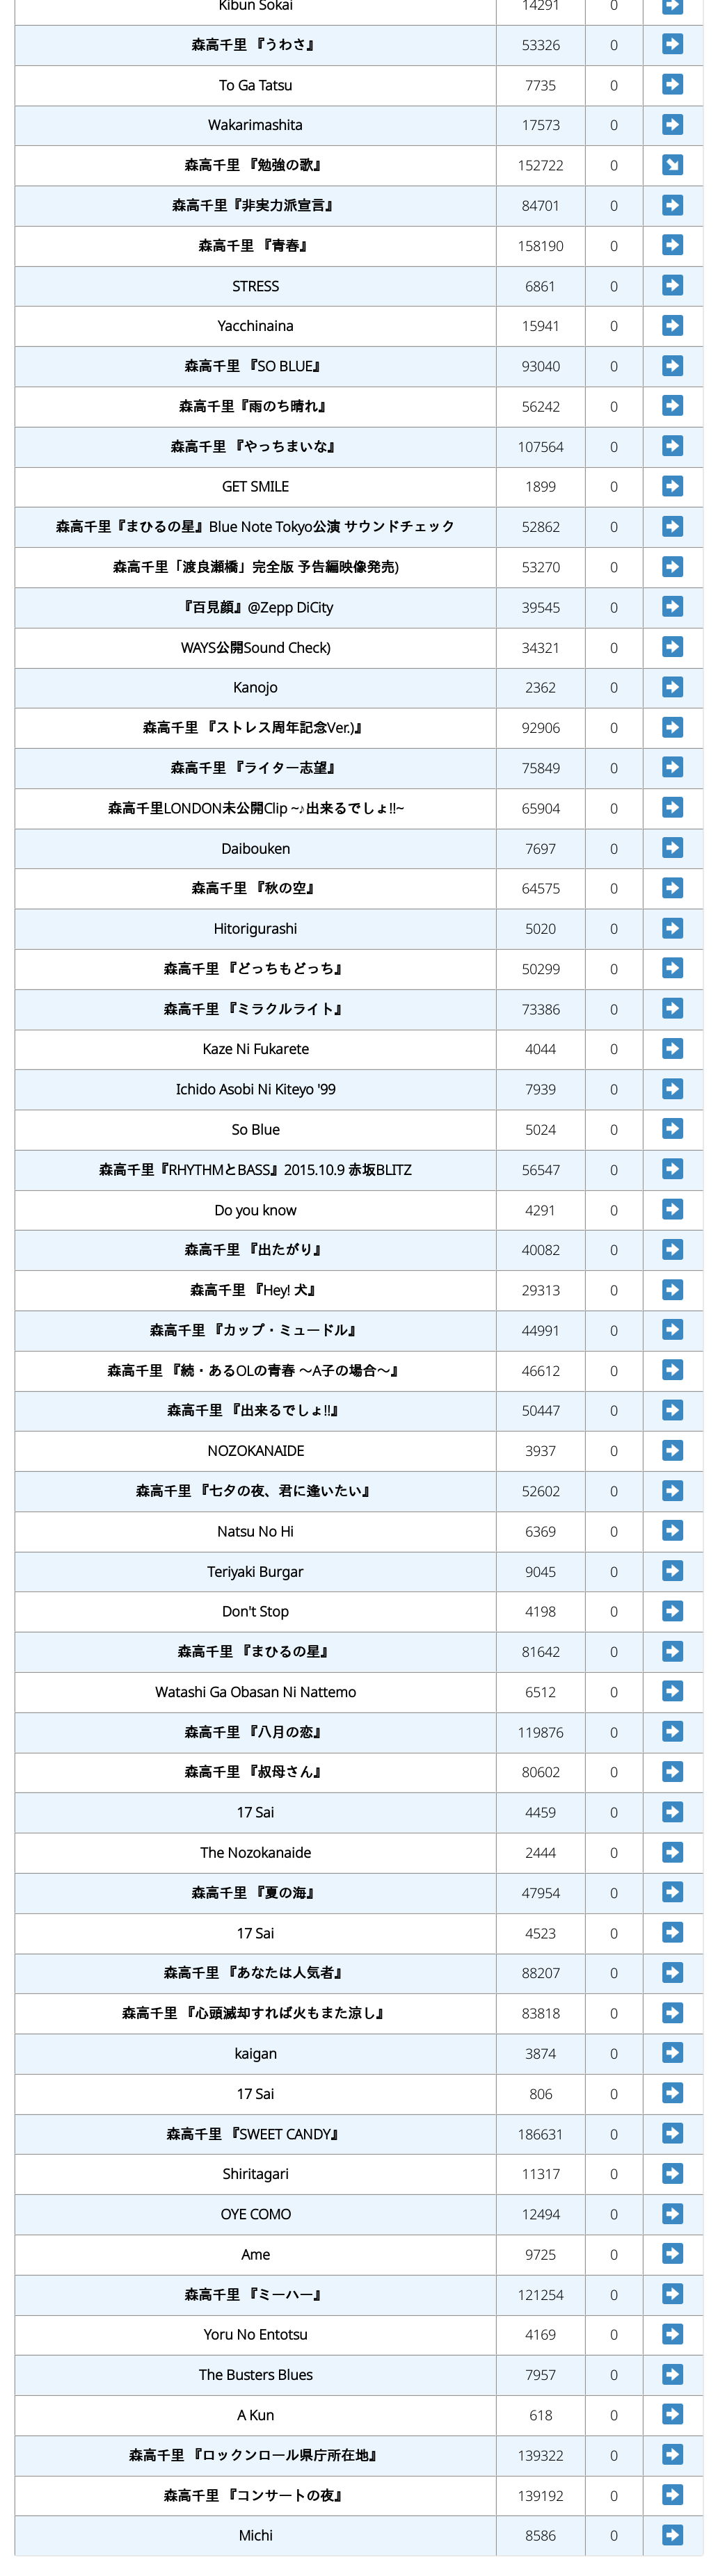 Kibun Sokai 14291 0
森高千里 『うわさ』 53326 0
To Ga Tatsu 7735 0
Wakarimashita 17573 0
森高千里 『勉強の歌』 152722 0
森高千里『非実力派宣言』 84701 0
森高千里 『青春』 158190 0
STRESS 6861 0
Yacchinaina 15941 0
森高千里 『SO BLUE』 93040 0
森高千里『雨のち晴れ』 56242 0
森高千里 『やっちまいな』 107564 0
GET SMILE 1899 0
森高千里『まひるの星』Blue Note Tokyo公演 サウンドチェック 52862 0
森高千里「渡良瀬橋」完全版 予告編映像発売) 53270 0
『百見顔』@Zepp DiCity 39545 0
WAYS公開Sound Check) 34321 0
Kanojo 2362 0
森高千里 『ストレス周年記念Ver.)』 92906 0
森高千里 『ライター志望』 75849 0
森高千里LONDON未公開Clip ~♪出来るでしょ!!~ 65904 0
Daibouken 7697 0
森高千里 『秋の空』 64575 0
Hitorigurashi 5020 0
森高千里 『どっちもどっち』 50299 0
森高千里 『ミラクルライト』 73386 0
Kaze Ni Fukarete 4044 0
Ichido Asobi Ni Kiteyo '99 7939 0
So Blue 5024 0
森高千里『RHYTHMとBASS』2015.10.9 赤坂BLITZ 56547 0
Do you know 4291 0
森高千里 『出たがり』 40082 0
森高千里 『Hey! 犬』 29313 0
森高千里 『カップ・ミュードル』 44991 0
森高千里 『続・あるOLの青春 〜A子の場合〜』 46612 0
森高千里 『出来るでしょ!!』 50447 0
NOZOKANAIDE 3937 0
森高千里 『七夕の夜、君に逢いたい』 52602 0
Natsu No Hi 6369 0
Teriyaki Burgar 9045 0
Don't Stop 4198 0
森高千里 『まひるの星』 81642 0
Watashi Ga Obasan Ni Nattemo 6512 0
森高千里 『八月の恋』 119876 0
森高千里 『叔母さん』 80602 0
17 Sai 4459 0
The Nozokanaide 2444 0
森高千里 『夏の海』 47954 0
17 Sai 4523 0
森高千里 『あなたは人気者』 88207 0
森高千里 『心頭滅却すれば火もまた涼し』 83818 0
kaigan 3874 0
17 Sai 806 0
森高千里 『SWEET CANDY』 186631 0
Shiritagari 11317 0
OYE COMO 12494 0
Ame 9725 0
森高千里 『ミーハー』 121254 0
Yoru No Entotsu 4169 0
The Busters Blues 7957 0
A Kun 618 0
森高千里 『ロックンロール県庁所在地』 139322 0
森高千里 『コンサートの夜』 139192 0
Michi 8586 0